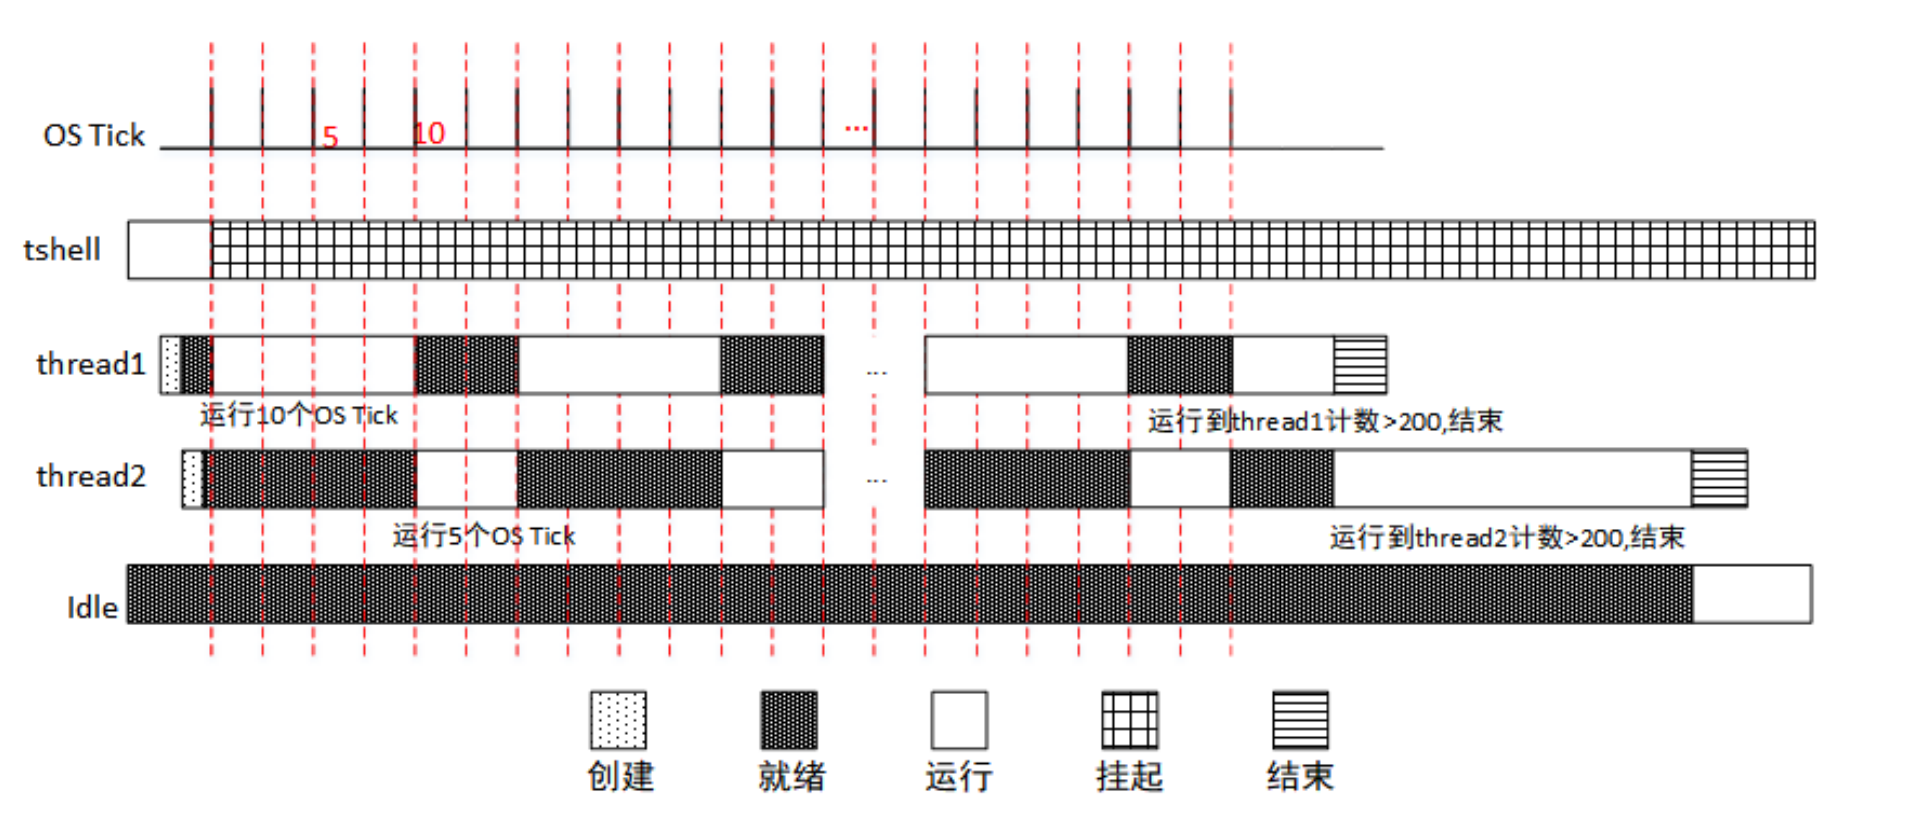 OS Tick
5
10
...
tshell
thread1
...
运行10个OS Tick
运行到thread1计数>200,结束
thread2
...
运行5个OS Tick
运行到thread2计数>200,结束
Idle
创建
就绪
运行
挂起
结束